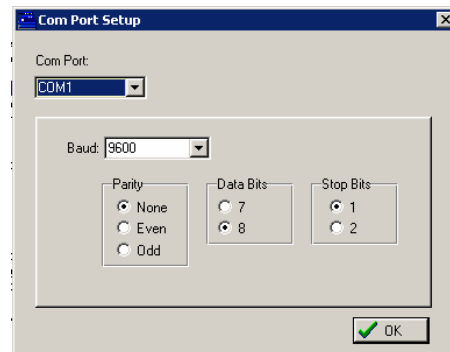 Com Port Setup
Com Port:
COM1
Baud: 9600
Parity
None
Even
Odd
Data Bits
7
8
Stop Bits
1
2
OK